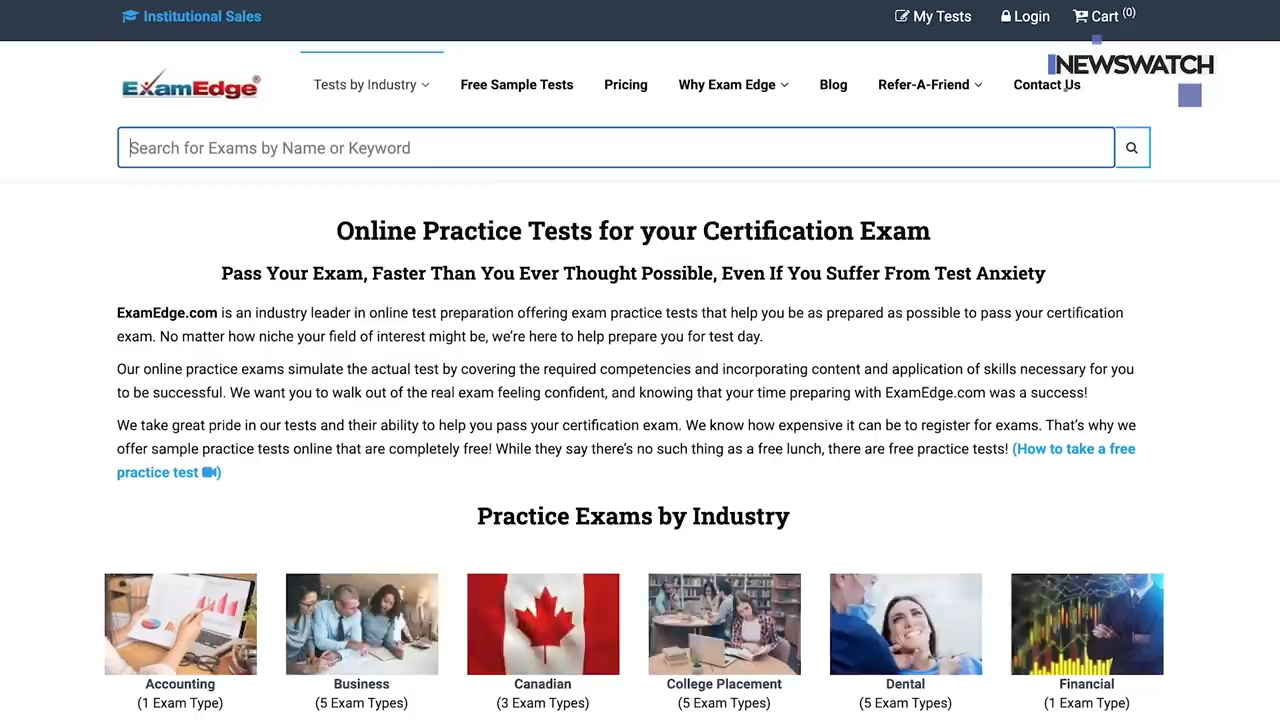 Institutional Sales
My Tests
Login
Cart (0)
NEWSWATCH
ExamEdge®
Tests by Industry
Free Sample Tests
Pricing
Why Exam Edge
Blog
Refer-A-Friend
Contact Us
Search for Exams by Name or Keyword
Online Practice Tests for your Certification Exam
Pass Your Exam, Faster Than You Ever Thought Possible, Even If You Suffer From Test Anxiety
ExamEdge.com is an industry leader in online test preparation offering exam practice tests that help you be as prepared as possible to pass your certification
exam. No matter how niche your field of interest might be, we're here to help prepare you for test day.
Our online practice exams simulate the actual test by covering the required competencies and incorporating content and application of skills necessary for you
to be successful. We want you to walk out of the real exam feeling confident, and knowing that your time preparing with ExamEdge.com was a success!
We take great pride in our tests and their ability to help you pass your certification exam. We know how expensive it can be to register for exams. That's why we
offer sample practice tests online that are completely free! While they say there's no such thing as a free lunch, there are free practice tests! (How to take a free
practice test )
Practice Exams by Industry
Accounting
(1 Exam Type)
Business
(5 Exam Types)
Canadian
(3 Exam Types)
College Placement
(5 Exam Types)
Dental
(5 Exam Types)
Financial
(1 Exam Type)